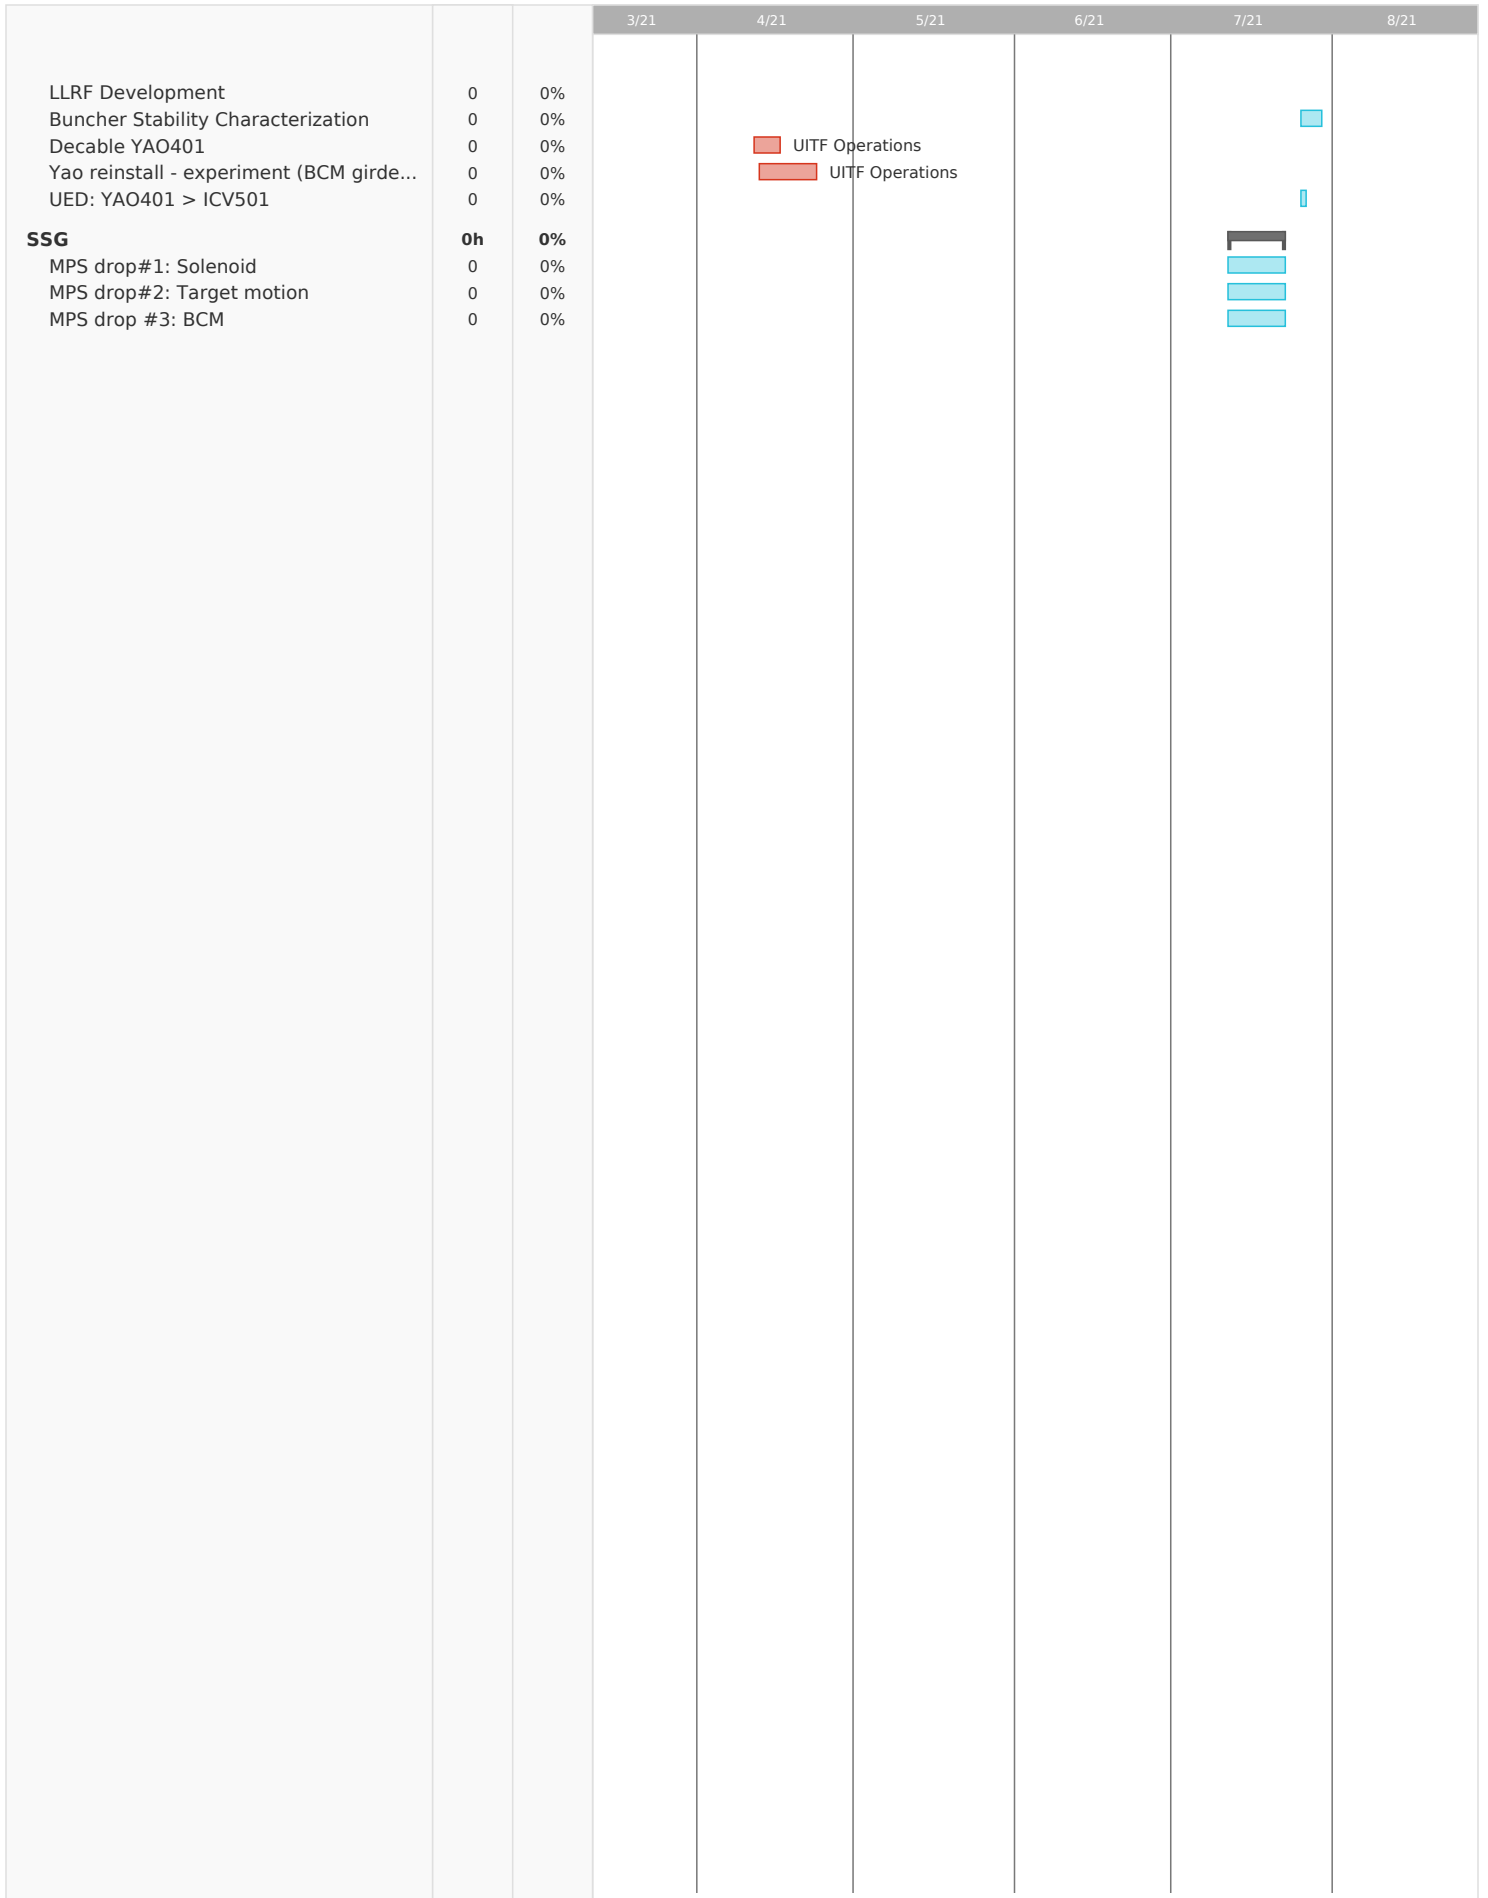 3/21 4/21 5/21 6/21 7/21 8/21
LLRF Development 0 0%
Buncher Stability Characterization 0 0%
Decable YAO401 0 0% UITF Operations
Yao reinstall - experiment (BCM girde... 0 0% UITF Operations
UED: YAO401 > ICV501 0 0%
SSG 0h 0%
MPS drop#1: Solenoid 0 0%
MPS drop#2: Target motion 0 0%
MPS drop #3: BCM 0 0%